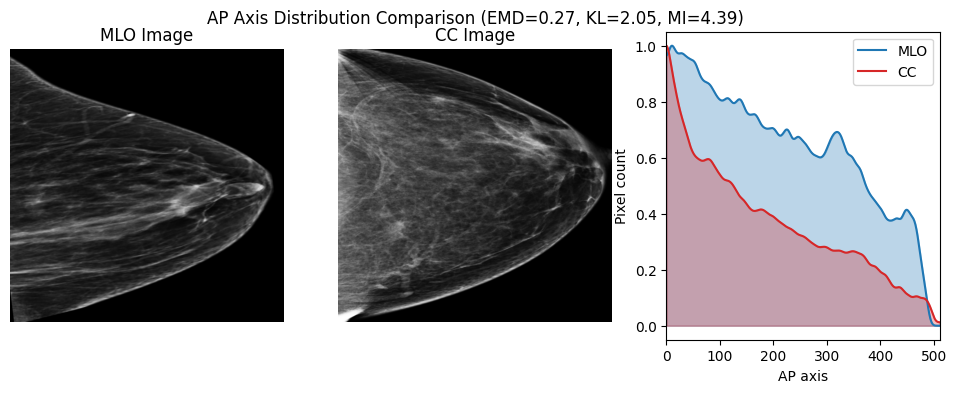 AP Axis Distribution Comparison (EMD=0.27, KL=2.05, MI=4.39)
MLO Image
CC Image
MLO
CC
Pixel count
1.0
0.8
0.6
0.4
0.2
0.0
0 100 200 300 400 500
AP axis